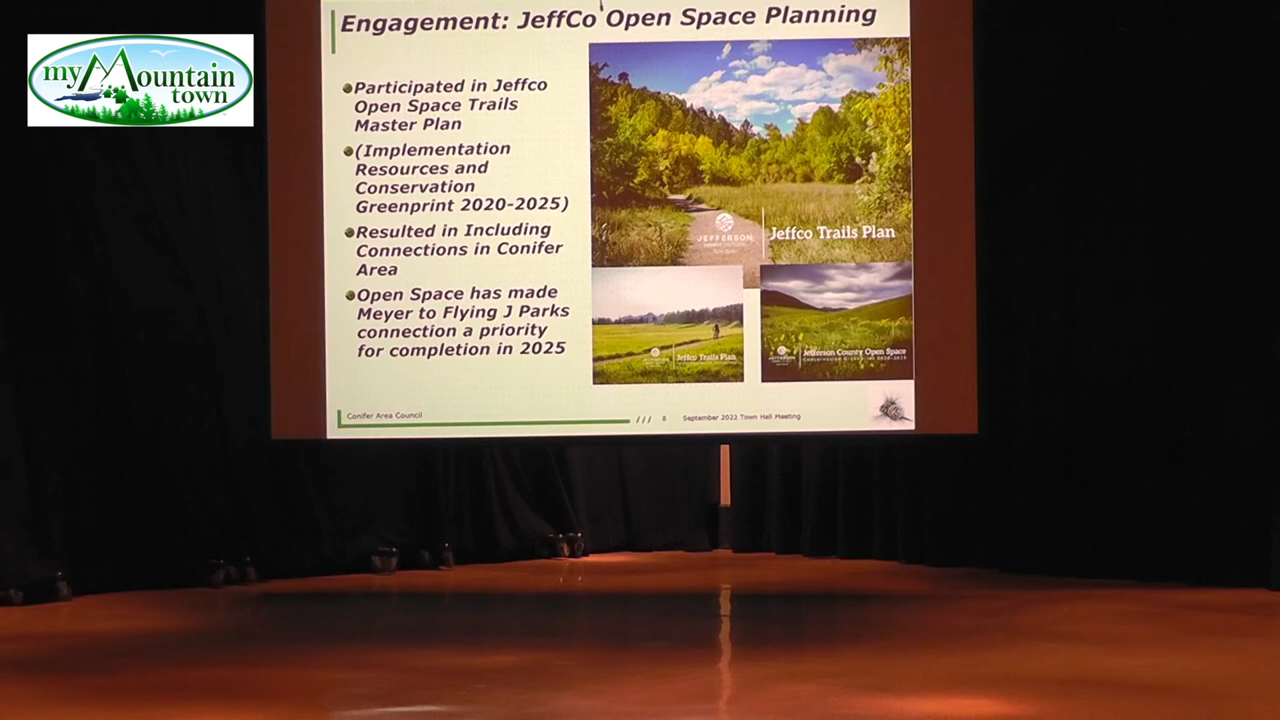 my Mountain
town
Engagement: JeffCo Open Space Planning
Participated in Jeffco
Open Space Trails
Master Plan
(Implementation
Resources and
Conservation
Greenprint 2020-2025)
Resulted in Including
Connections in Conifer
Area
Open Space has made
Meyer to Flying J Parks
connection a priority
for completion in 2025
JEFFERSON
Jeffco Trails Plan
Jeffco Trails Plan
Jefferson County Open Space
Conifer Area Council
/// 8 September 2022 Town Hall Meeting